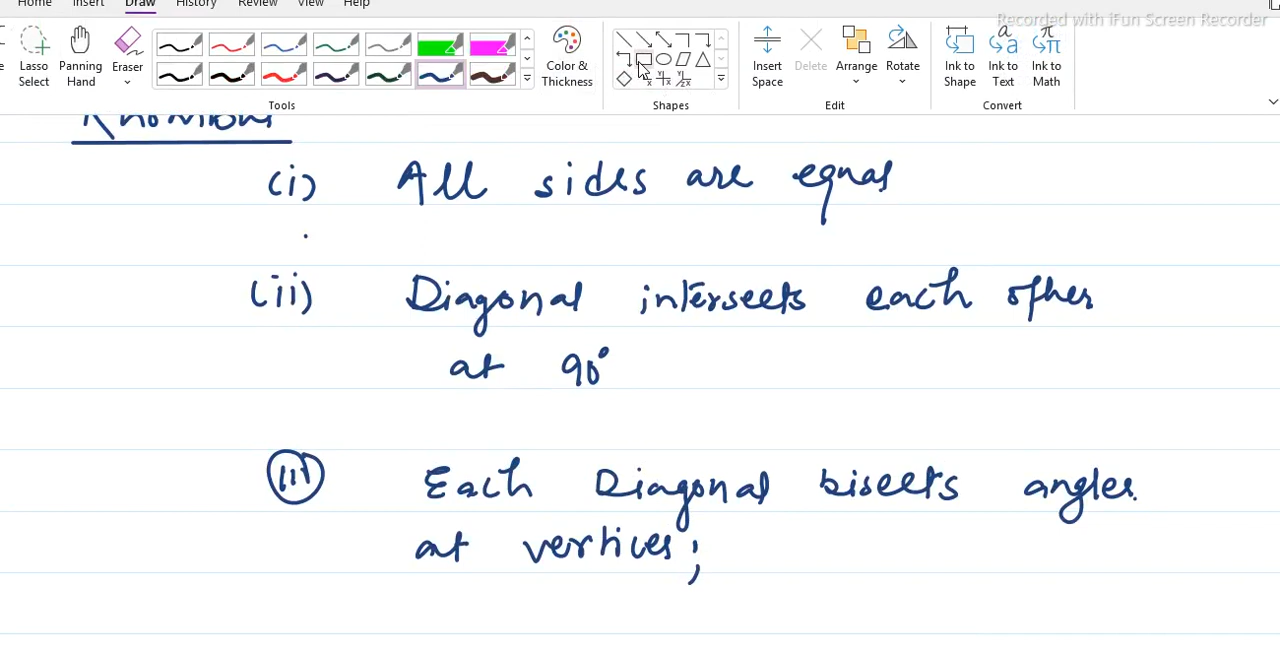 Home Insert Draw History Review View Help
Recorded with iFun Screen Recorder
Lasso Select
Panning Hand
Eraser
Color & Thickness
Insert Space
Delete
Arrange
Rotate
Ink to Shape
Ink to Text
Ink to Math
Tools
Shapes
Edit
Convert
Rhombus
(i) All sides are equal
(ii) Diagonal intersects each other
at 90°
(iii) Each Diagonal bisects angles
at vertices;